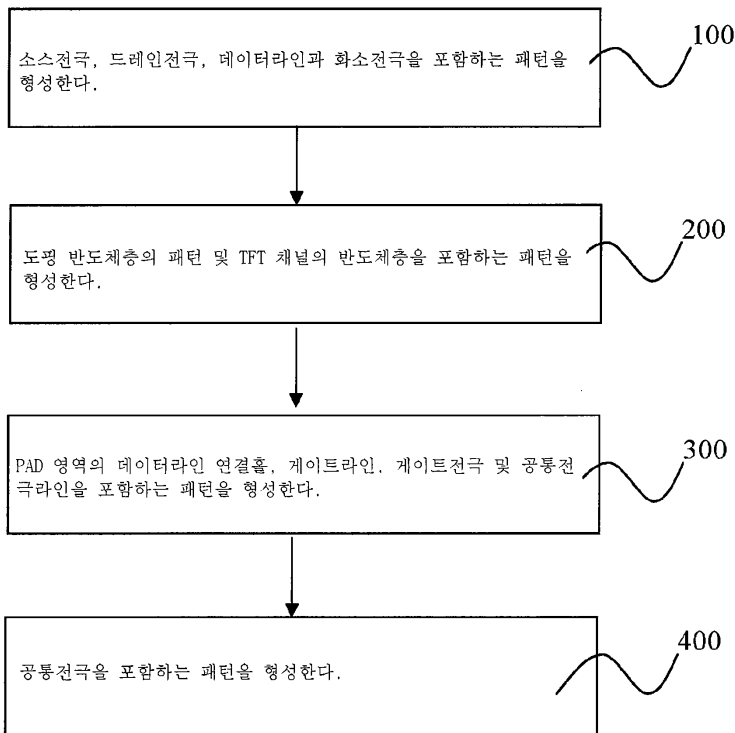 소스전극, 드레인전극, 데이터라인과 화소전극을 포함하는 패턴을
형성한다.
100
도핑 반도체층의 패턴 및 TFT 채널의 반도체층을 포함하는 패턴을
형성한다.
200
PAD 영역의 데이터라인 연결홀, 게이트라인, 게이트전극 및 공통전
극라인을 포함하는 패턴을 형성한다.
300
공통전극을 포함하는 패턴을 형성한다.
400